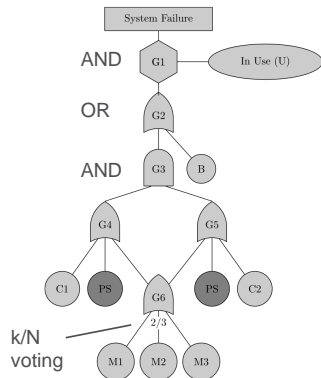 System Failure
AND
G1
In Use (U)
OR
G2
AND
G3
B
G4
G5
C1
PS
G6
PS
C2
2/3
k/N
voting
M1
M2
M3